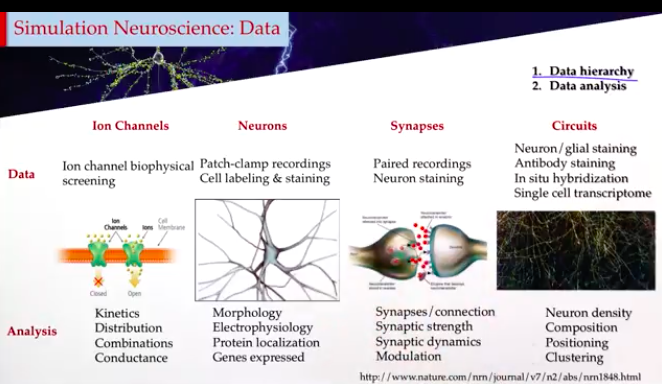 Simulation Neuroscience: Data
1. Data hierarchy
2. Data analysis
Ion Channels
Neurons
Synapses
Circuits
Data
Ion channel biophysical
screening
Patch-clamp recordings
Cell labeling & staining
Paired recordings
Neuron staining
Neuron/glial staining
Antibody staining
In situ hybridization
Single cell transcriptome
Ion
Channels
Ions
Cell
Membrane
Closed
Open
Analysis
Kinetics
Distribution
Combinations
Conductance
Morphology
Electrophysiology
Protein localization
Genes expressed
Synapses/connection
Synaptic strength
Synaptic dynamics
Modulation
Neuron density
Composition
Positioning
Clustering
http://www.nature.com/nrn/journal/v7/n2/abs/nrn1848.html